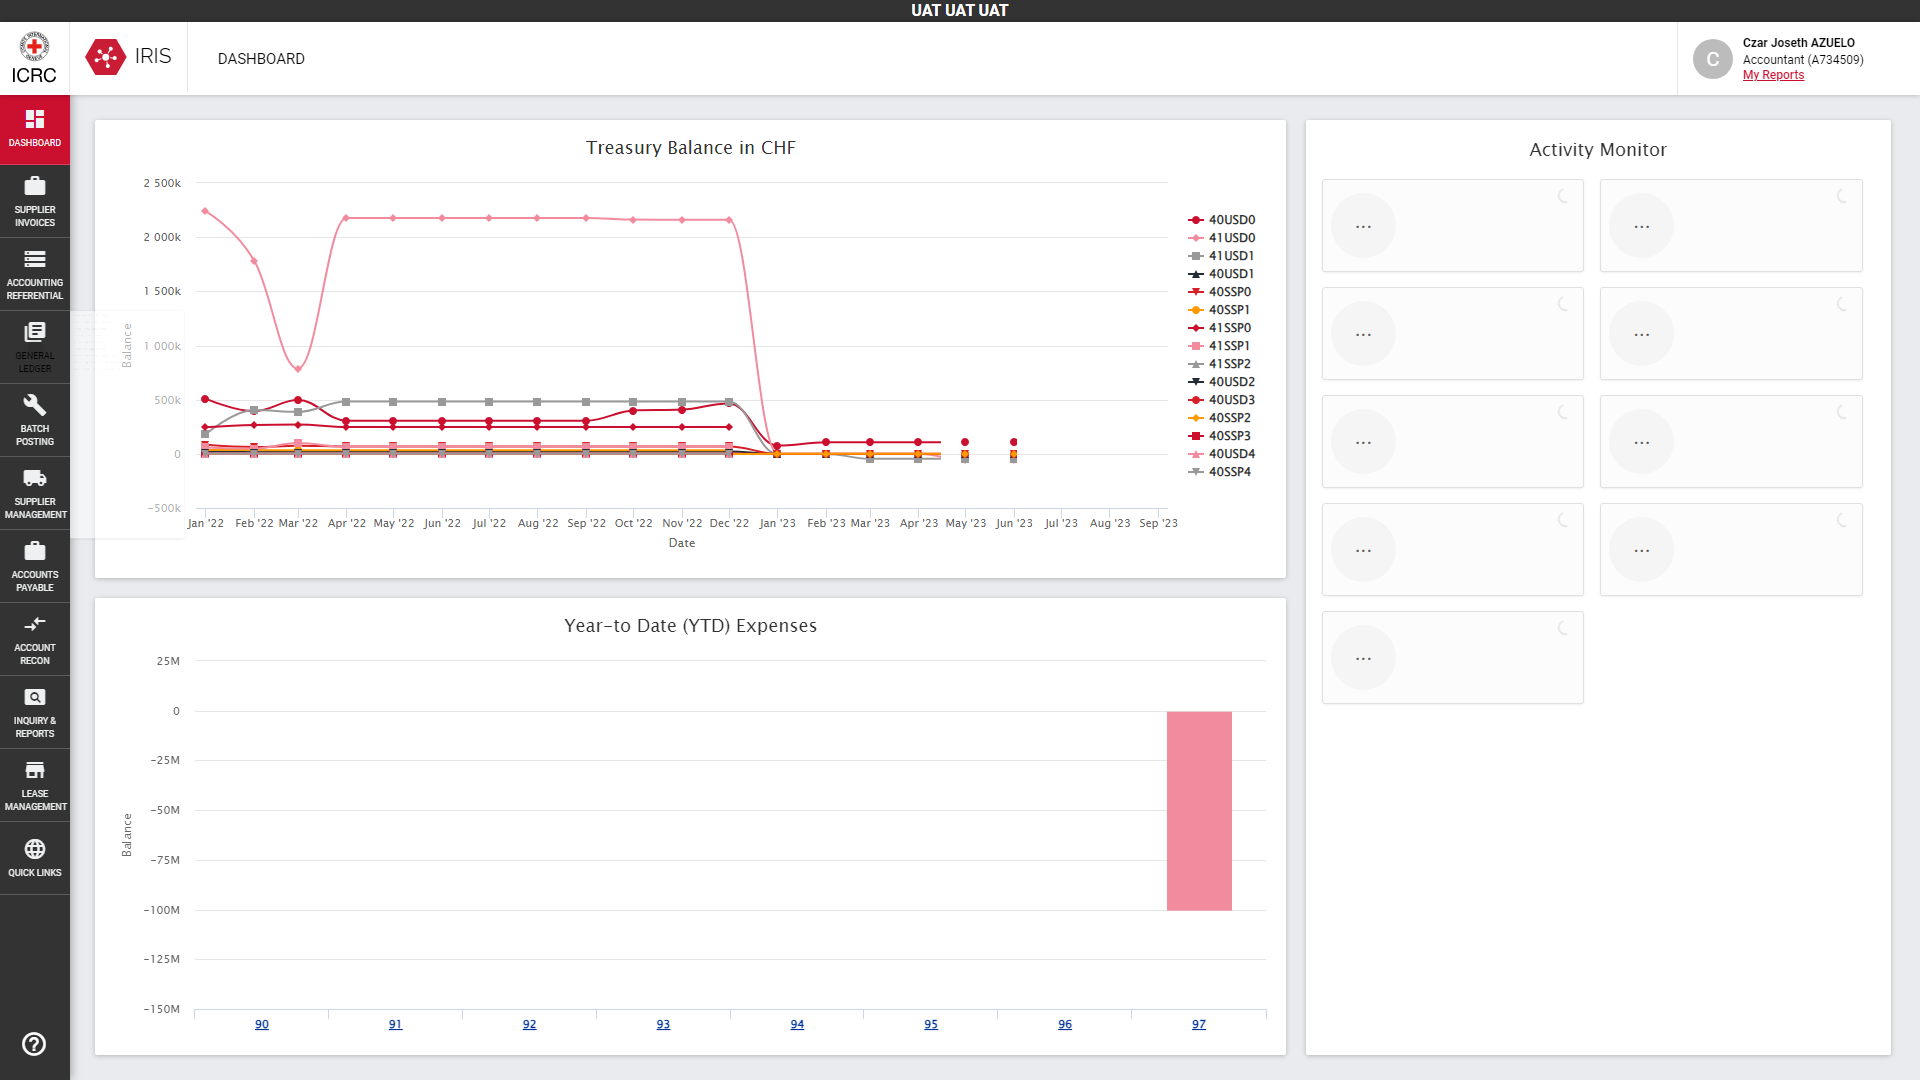 UAT UAT UAT
ICRC
IRIS
DASHBOARD
Czar Joseth AZUELO
Accountant (A734509)
My Reports
C
DASHBOARD
SUPPLIER
INVOICES
ACCOUNTING
REFERENTIAL
GENERAL
LEDGER
BATCH
POSTING
SUPPLIER
MANAGEMENT
ACCOUNTS
PAYABLE
ACCOUNT
RECON
INQUIRY &
REPORTS
LEASE
MANAGEMENT
QUICK LINKS
Treasury Balance in CHF
Balance
2 500k
2 000k
1 500k
1 000k
500k
0
−500k
Jan '22 Feb '22 Mar '22 Apr '22 May '22 Jun '22 Jul '22 Aug '22 Sep '22 Oct '22 Nov '22 Dec '22 Jan '23 Feb '23 Mar '23 Apr '23 May '23 Jun '23 Jul '23 Aug '23 Sep '23
Date
40USD0
41USD0
41USD1
40USD1
40SSP0
40SSP1
41SSP0
41SSP1
41SSP2
40USD2
40USD3
40SSP2
40SSP3
40USD4
40SSP4
Year-to Date (YTD) Expenses
Balance
25M
0
−25M
−50M
−75M
−100M
−125M
−150M
90 91 92 93 94 95 96 97
Activity Monitor
... ...
... ...
... ...
... ...
...